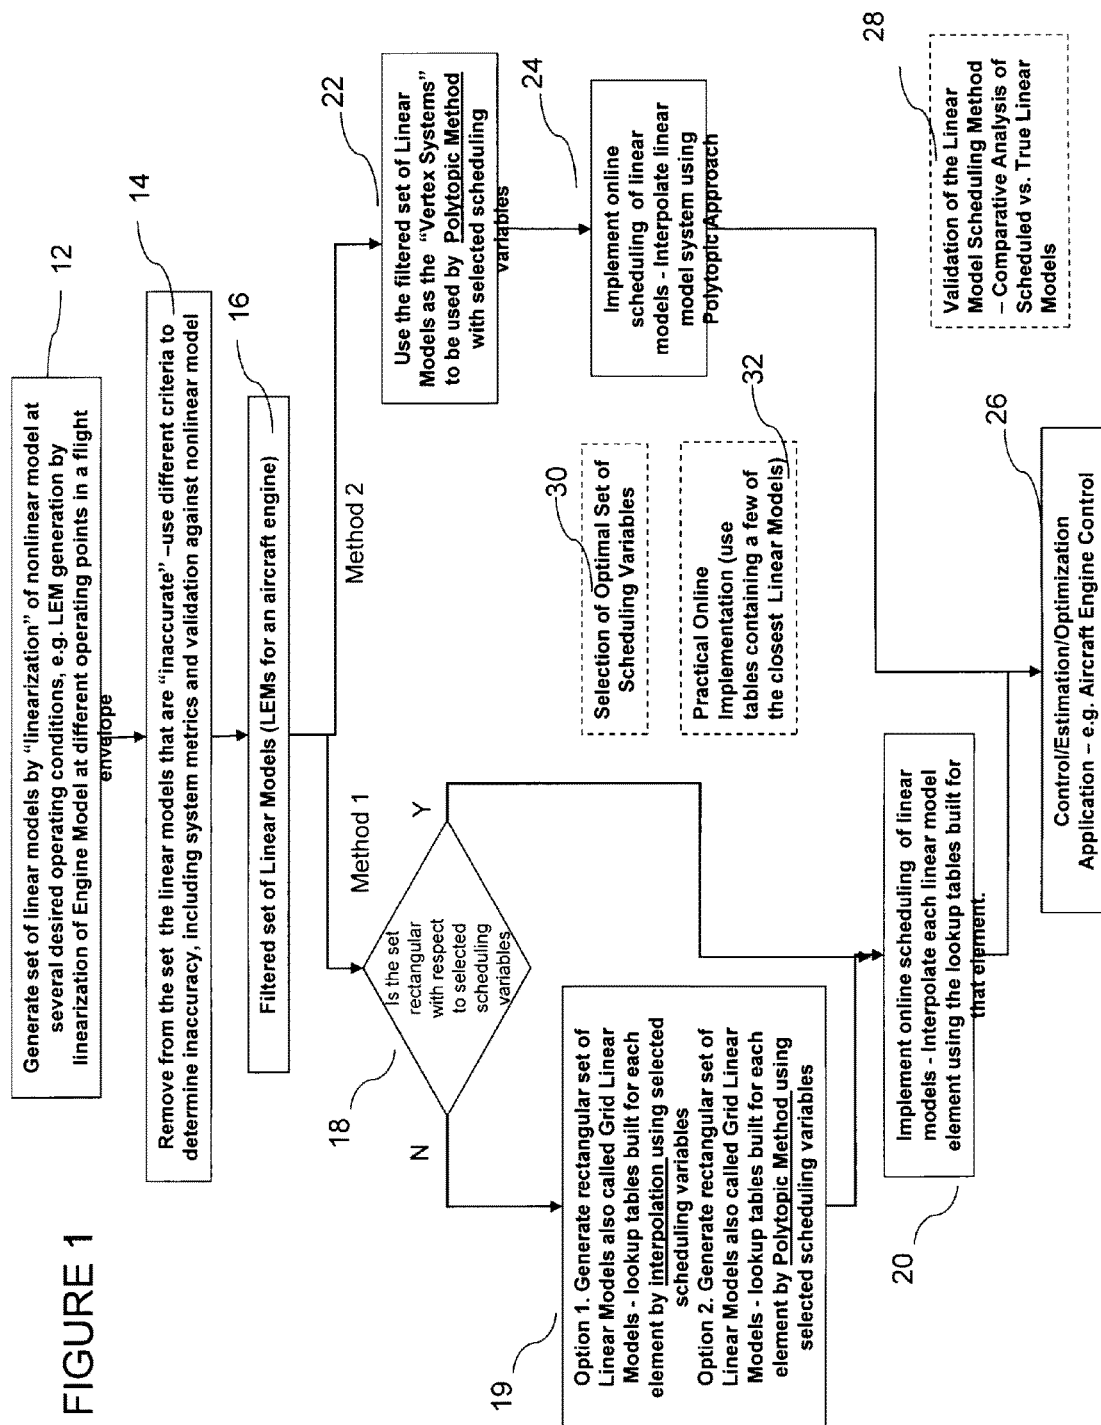 FIGURE 1
Generate set of linear models by "linearization" of nonlinear model at
several desired operating conditions, e.g. LEM generation by
linearization of Engine Model at different operating points in a flight
envelope
12
Remove from the set the linear models that are "inaccurate" –use different criteria to
determine inaccuracy, including system metrics and validation against nonlinear model
14
Filtered set of Linear Models (LEMs for an aircraft engine)
16
Method 1
Method 2
Is the set
rectangular
with respect
to selected
scheduling
variables
18
N
Y
Option 1. Generate rectangular set of
Linear Models also called Grid Linear
Models - lookup tables built for each
element by interpolation using selected
scheduling variables
Option 2. Generate rectangular set of
Linear Models also called Grid Linear
Models - lookup tables built for each
element by Polytopic Method using
selected scheduling variables
19
Implement online scheduling of linear
models - Interpolate each linear model
element using the lookup tables built for
that element.
20
Use the filtered set of Linear
Models as the "Vertex Systems"
to be used by Polytopic Method
with selected scheduling
variables
22
Implement online
scheduling of linear
models - Interpolate linear
model system using
Polytopic Approach
24
Selection of Optimal Set of
Scheduling Variables
30
Practical Online
Implementation (use
tables containing a few of
the closest Linear Models)
32
Control/Estimation/Optimization
Application – e.g. Aircraft Engine Control
26
Validation of the Linear
Model Scheduling Method
– Comparative Analysis of
Scheduled vs. True Linear
Models
28